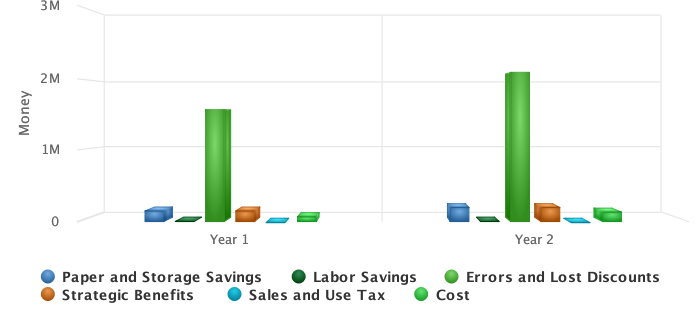 3M
2M
Money
1M
0
Year 1 Year 2
Paper and Storage Savings Labor Savings Errors and Lost Discounts
Strategic Benefits Sales and Use Tax Cost